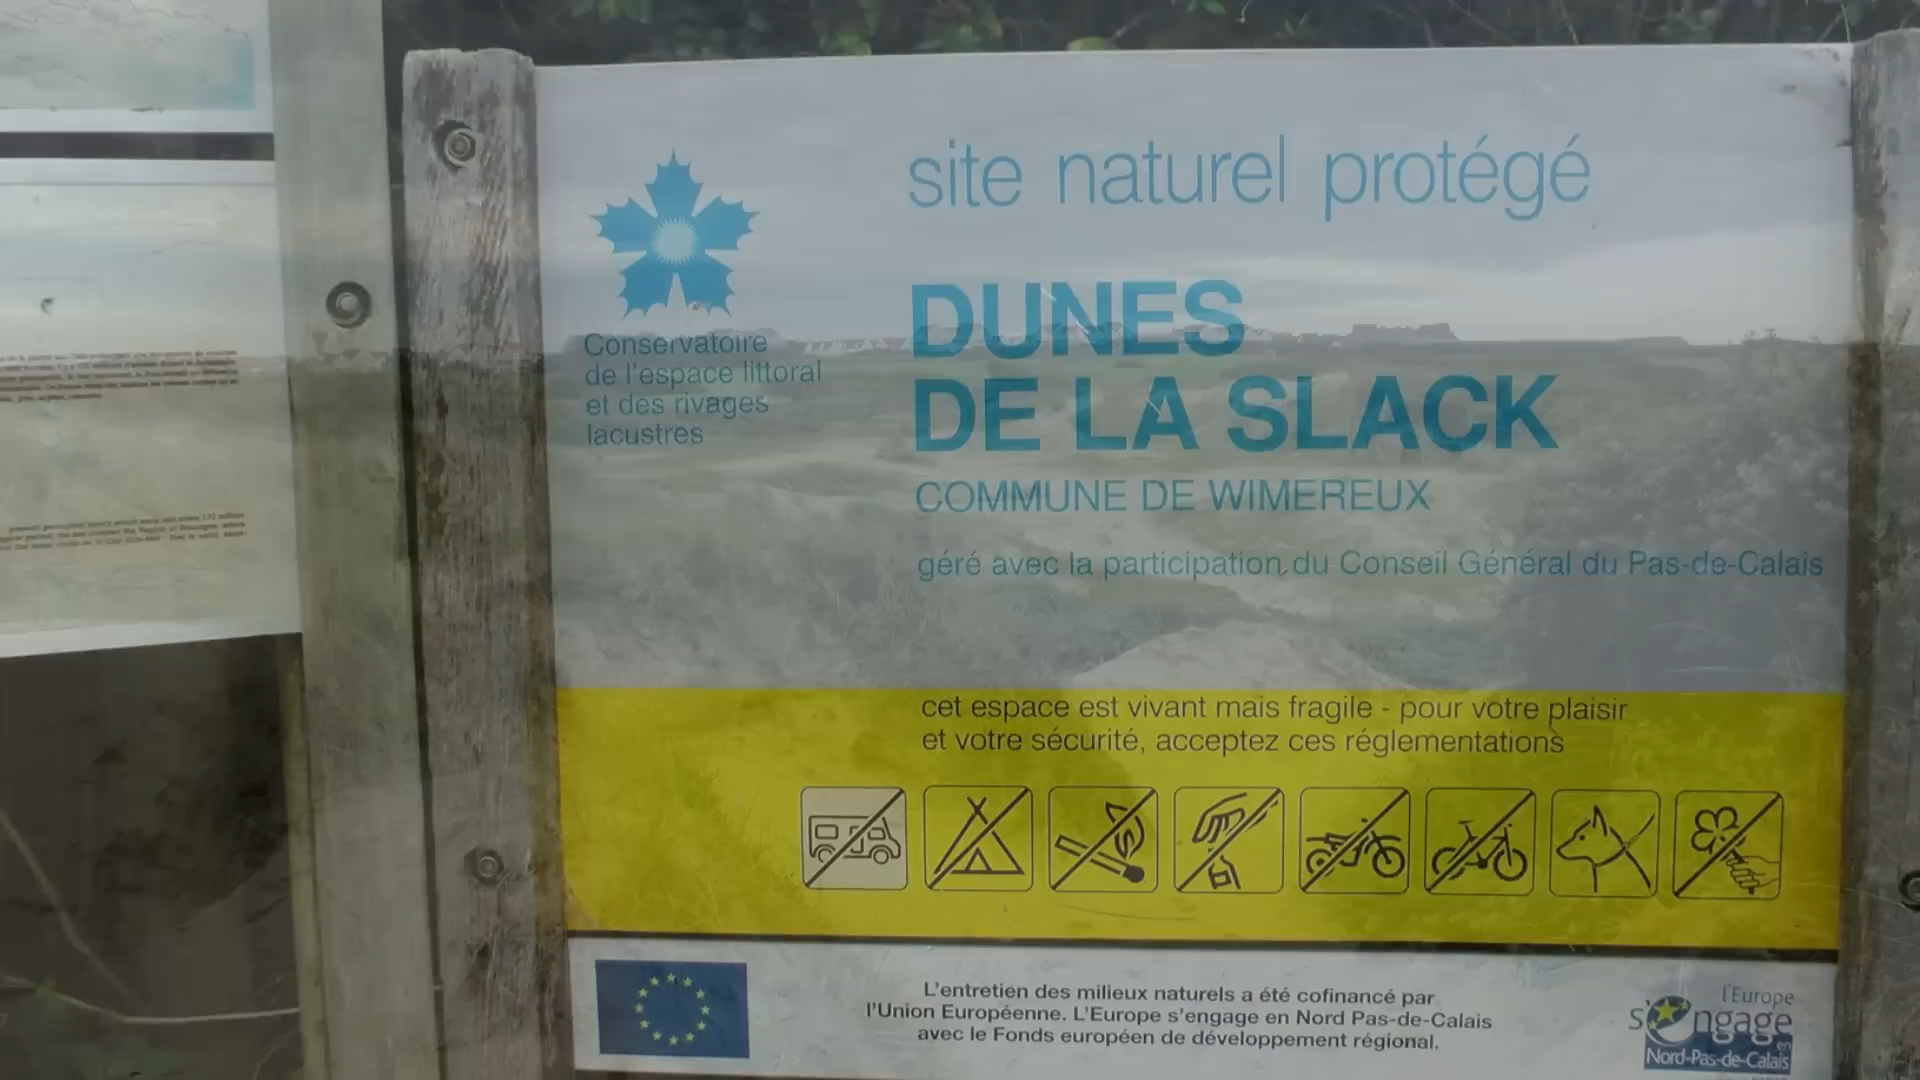 site naturel protégé
DUNES
DE LA SLACK
COMMUNE DE WIMEREUX
géré avec la participation du Conseil Général du Pas-de-Calais
Conservatoire
de l'espace littoral
et des rivages
lacustres
cet espace est vivant mais fragile - pour votre plaisir
et votre sécurité, acceptez ces réglementations
L'entretien des milieux naturels a été cofinancé par
l'Union Européenne. L'Europe s'engage en Nord Pas-de-Calais
avec le Fonds européen de développement régional.
l'Europe
s'engage
en
Nord-Pas-de-Calais